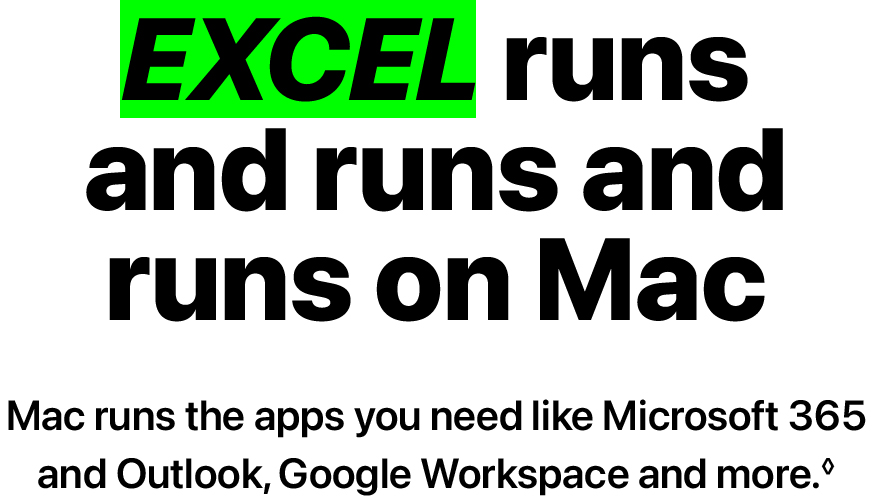 EXCEL runs
and runs and
runs on Mac
Mac runs the apps you need like Microsoft 365
and Outlook, Google Workspace and more.◊